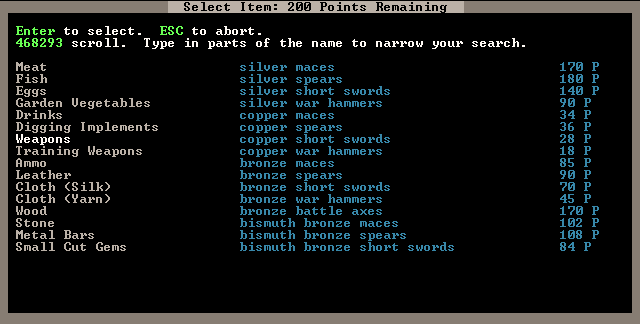 Select Item: 200 Points Remaining
Enter to select.  ESC to abort.
468293 scroll.  Type in parts of the name to narrow your search.
Meat silver maces 170 P
Fish silver spears 180 P
Eggs silver short swords 140 P
Garden Vegetables silver war hammers 90 P
Drinks copper maces 34 P
Digging Implements copper spears 36 P
Weapons copper short swords 28 P
Training Weapons copper war hammers 18 P
Ammo bronze maces 85 P
Leather bronze spears 90 P
Cloth (Silk) bronze short swords 70 P
Cloth (Yarn) bronze war hammers 45 P
Wood bronze battle axes 170 P
Stone bismuth bronze maces 102 P
Metal Bars bismuth bronze spears 108 P
Small Cut Gems bismuth bronze short swords 84 P